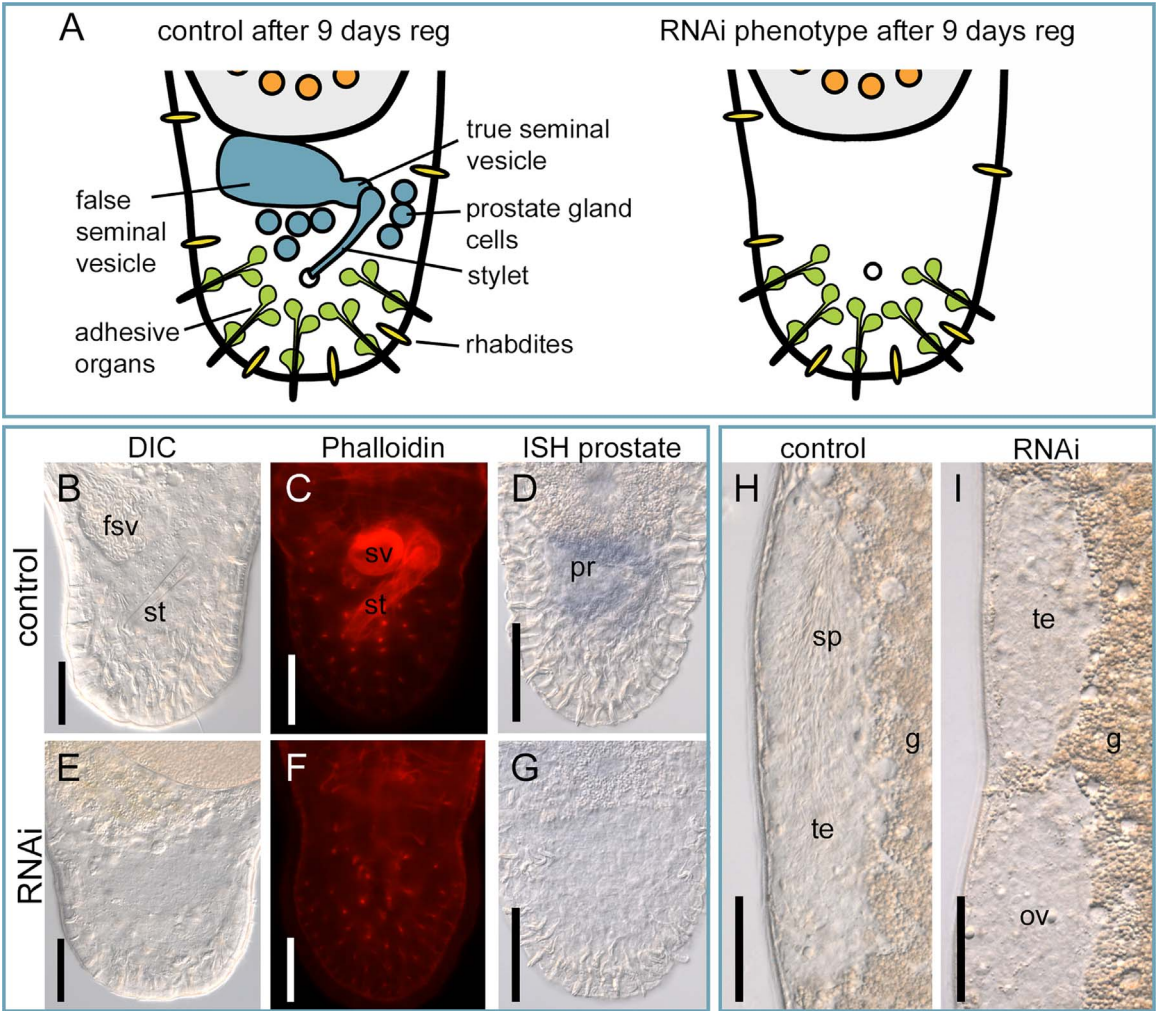 A
control after 9 days reg
RNAi phenotype after 9 days reg
true seminal
vesicle
false
seminal
vesicle
prostate gland
cells
stylet
adhesive
organs
rhabdites
DIC
Phalloidin
ISH prostate
control
B
fsv
st
C
sv
st
D
pr
RNAi
E
F
G
control
RNAi
H
sp
te
g
I
te
g
ov